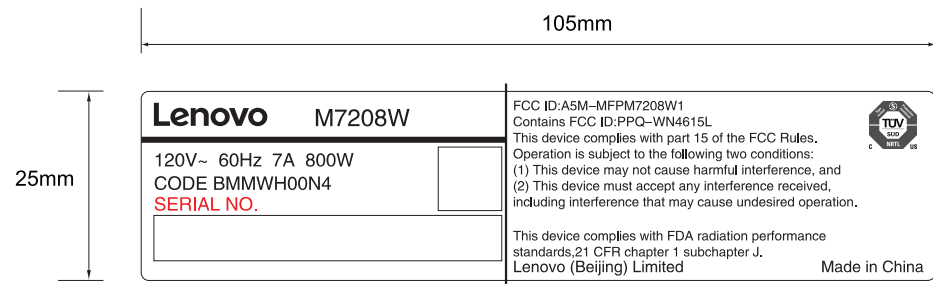 105mm
25mm
Lenovo M7208W
120V~ 60Hz 7A 800W
CODE BMMWH00N4
SERIAL NO.
FCC ID:A5M–MFPM7208W1
Contains FCC ID:PPQ–WN4615L
This device complies with part 15 of the FCC Rules.
Operation is subject to the following two conditions:
(1) This device may not cause harmful interference, and
(2) This device must accept any interference received,
including interference that may cause undesired operation.
This device complies with FDA radiation performance
standards,21 CFR chapter 1 subchapter J.
Lenovo (Beijing) Limited Made in China
TÜV
SÜD
C NRTL US